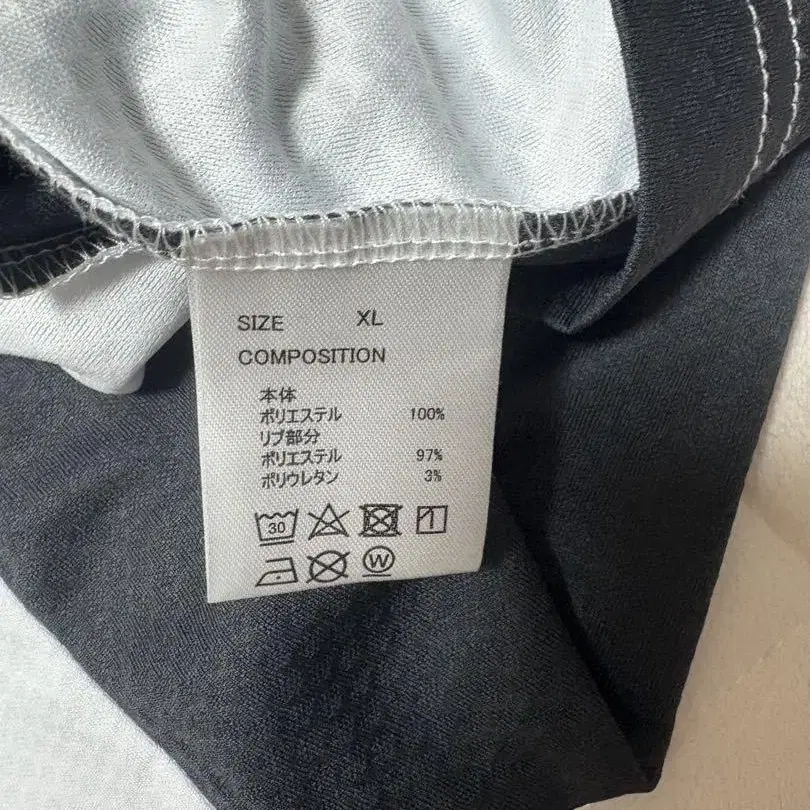 SIZE XL
COMPOSITION
本体
ポリエステル 100%
リブ部分
ポリエステル 97%
ポリウレタン 3%
30
W